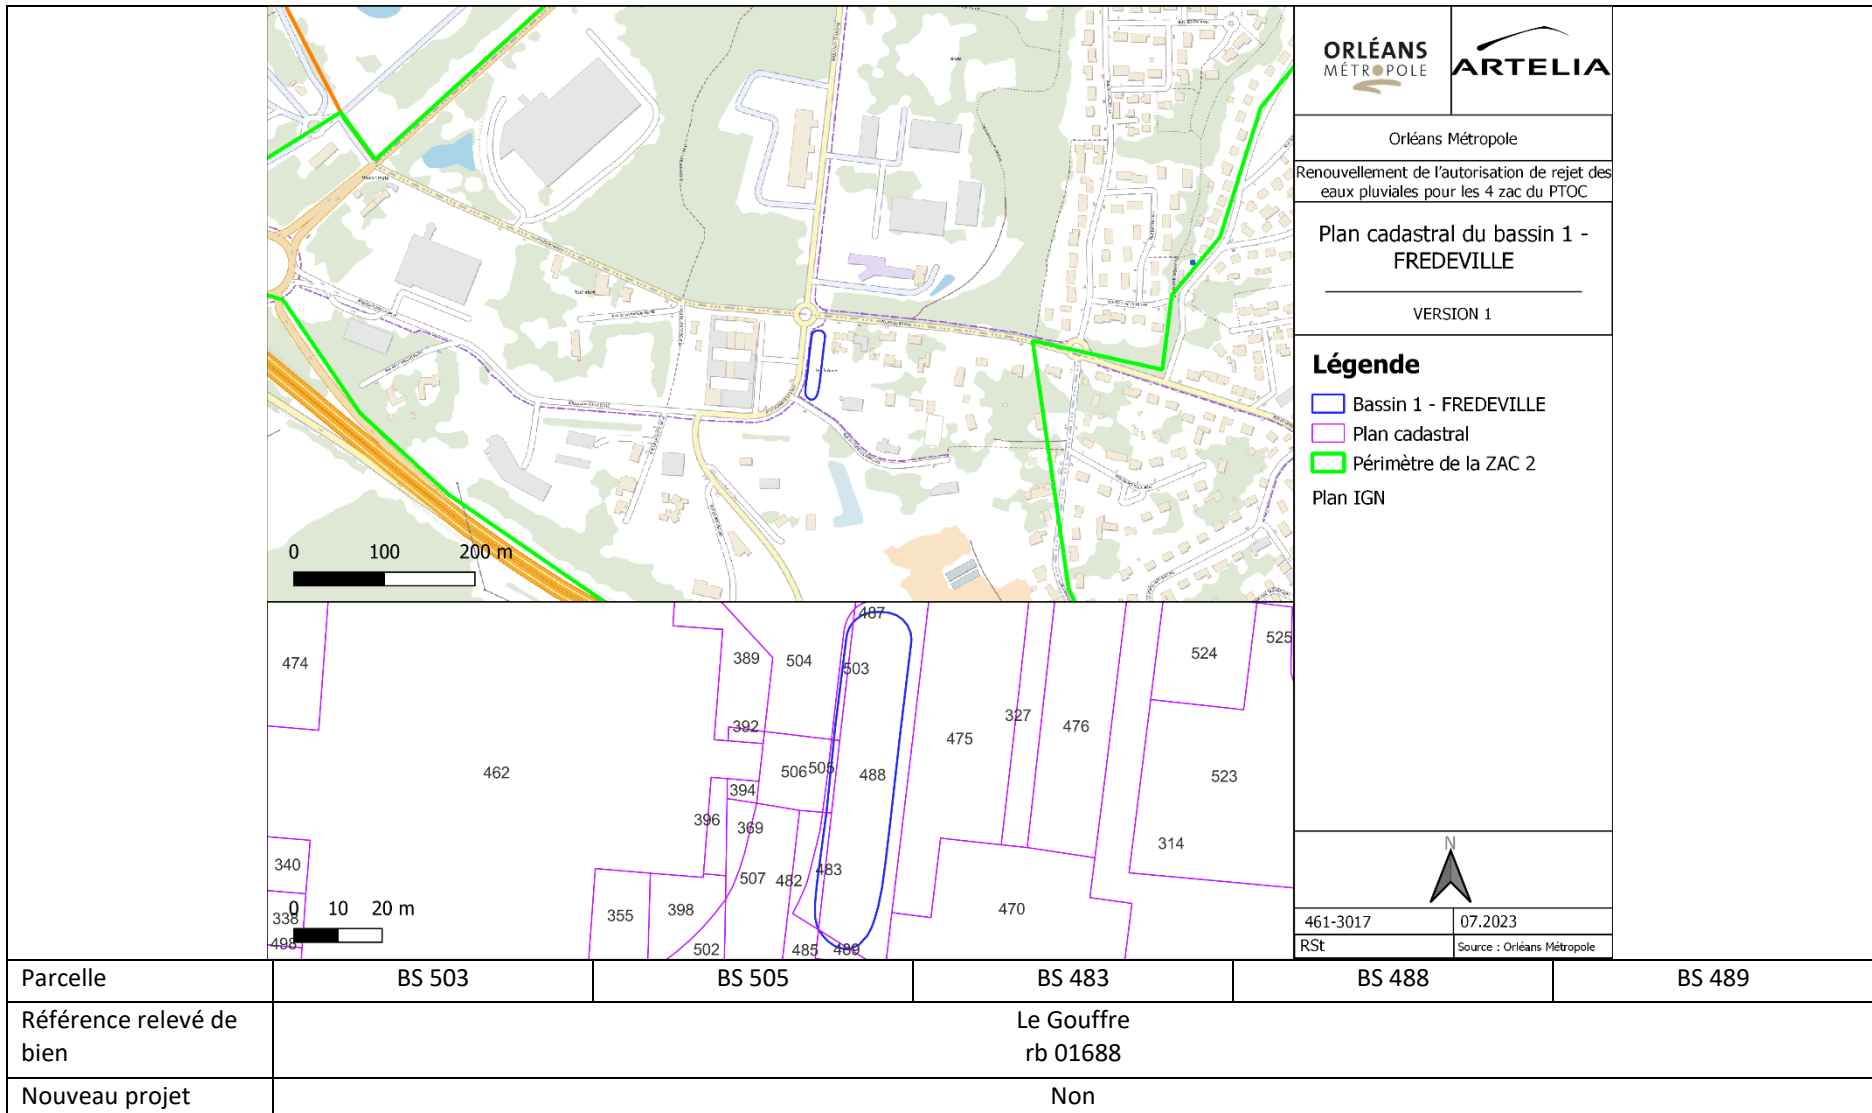 ORLÉANS
MÉTROPOLE
ARTELIA
Orléans Métropole
Renouvellement de l'autorisation de rejet des
eaux pluviales pour les 4 zac du PTOC
Plan cadastral du bassin 1 -
FREDEVILLE
VERSION 1
Légende
Bassin 1 - FREDEVILLE
Plan cadastral
Périmètre de la ZAC 2
Plan IGN
0 100 200 m
487
474
389
504
503
524
525
392
327
476
475
462
506
505
488
523
394
396
369
314
340
507
482
483
355
398
470
338
498
502
485
489
0 10 20 m
N
461-3017
07.2023
RSt
Source : Orléans Métropole
Parcelle BS 503 BS 505 BS 483 BS 488 BS 489
Référence relevé de
bien
Le Gouffre
rb 01688
Nouveau projet Non